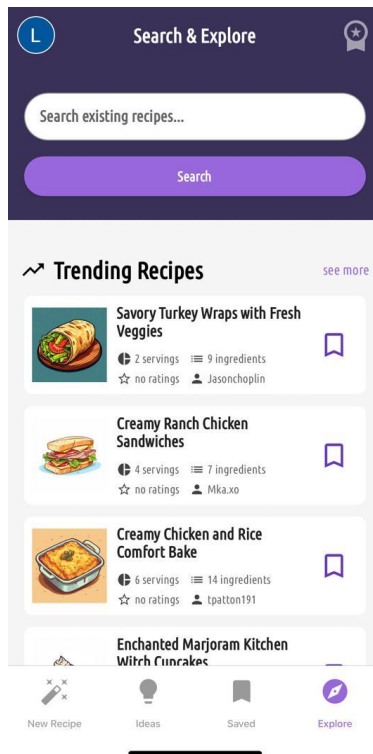 L
Search & Explore
Search existing recipes...
Search
Trending Recipes
see more
Savory Turkey Wraps with Fresh
Veggies
2 servings 9 ingredients
no ratings Jasonchoplin
Creamy Ranch Chicken
Sandwiches
4 servings 7 ingredients
no ratings Mka.xo
Creamy Chicken and Rice
Comfort Bake
6 servings 14 ingredients
no ratings tpatton191
Enchanted Marjoram Kitchen
Witch Cupcakes
New Recipe Ideas Saved Explore